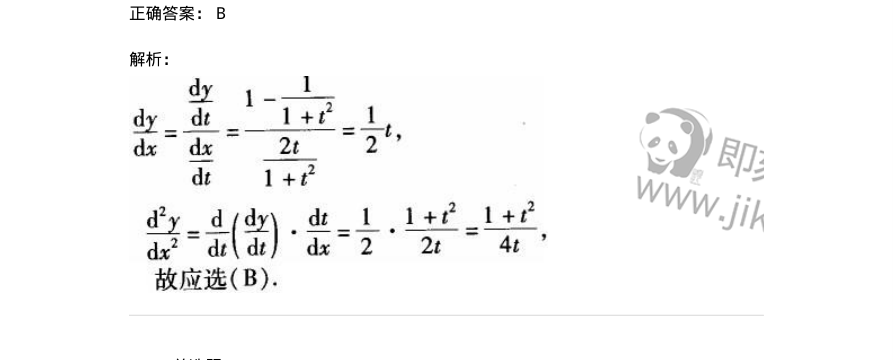 正确答案： B
解析：
dy/dx = (dy/dt)/(dx/dt) = (1 - 1/(1 + t²))/(2t/(1 + t²)) = 1/2 t,
d²y/dx² = d/dt (dy/dt) · dt/dx = 1/2 · (1 + t²)/2t = (1 + t²)/4t ,
故应选(B).
即
www.jik